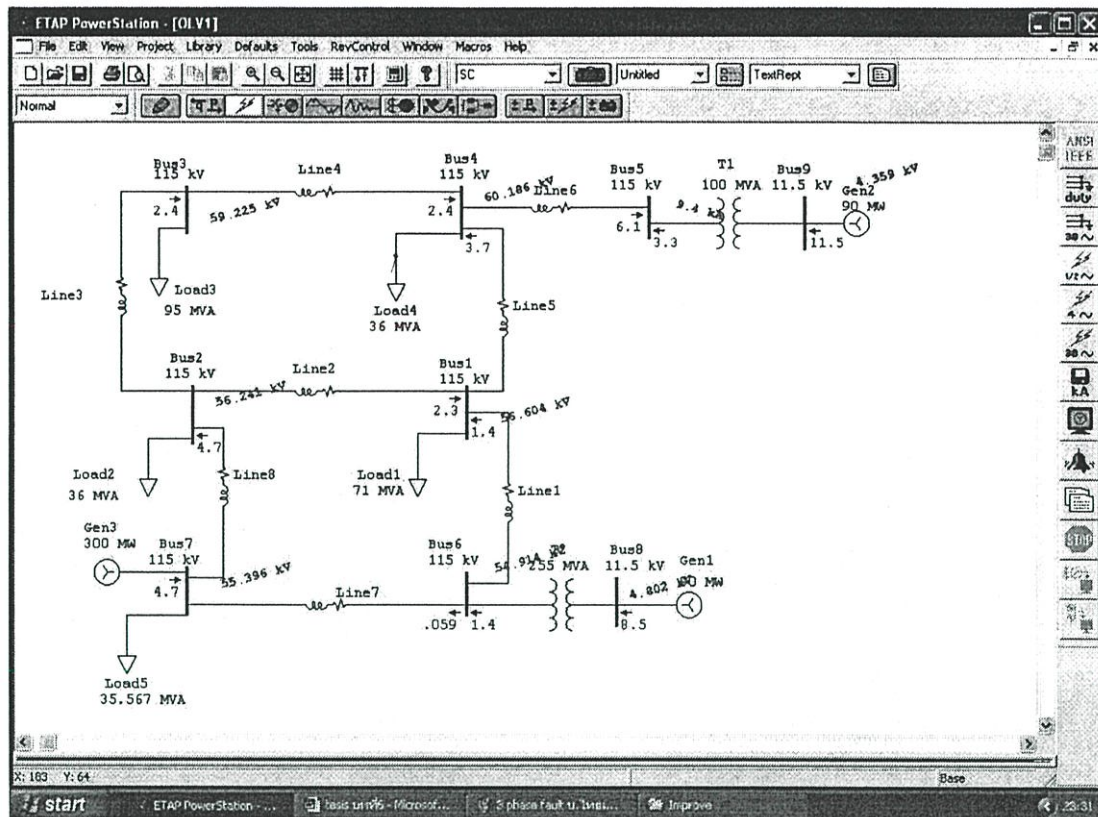 ETAP PowerStation - [OLV1]
File Edit View Project Library Defaults Tools RevControl Window Macros Help
SC Untitled TextRept
Normal
ANSI
IEEE
duty
kA
STOP
Bus3
115 kV
Line4
Bus4
115 kV
60.186 kV
Line6
Bus5
115 kV
T1
100 MVA
Bus9
11.5 kV
4.359 kV
Gen2
90 MW
2.4
59.225 kV
2.4
3.7
6.1
3.3
11.5
Line3
Load3
95 MVA
Load4
36 MVA
Line5
Bus2
115 kV
Line2
Bus1
115 kV
56.241 kV
2.3
56.604 kV
1.4
4.7
Load2
36 MVA
Line8
Load1
71 MVA
Line1
Gen3
300 MW
Bus7
115 kV
55.396 kV
4.7
Bus6
115 kV
255 MVA
Bus8
11.5 kV
Gen1
4.802
Line7
.059
1.4
8.5
Load5
35.567 MVA
X: 183 Y: 64
Base
start ETAP PowerStation - ... - Microsof... 3 phase fault Improve 23:31